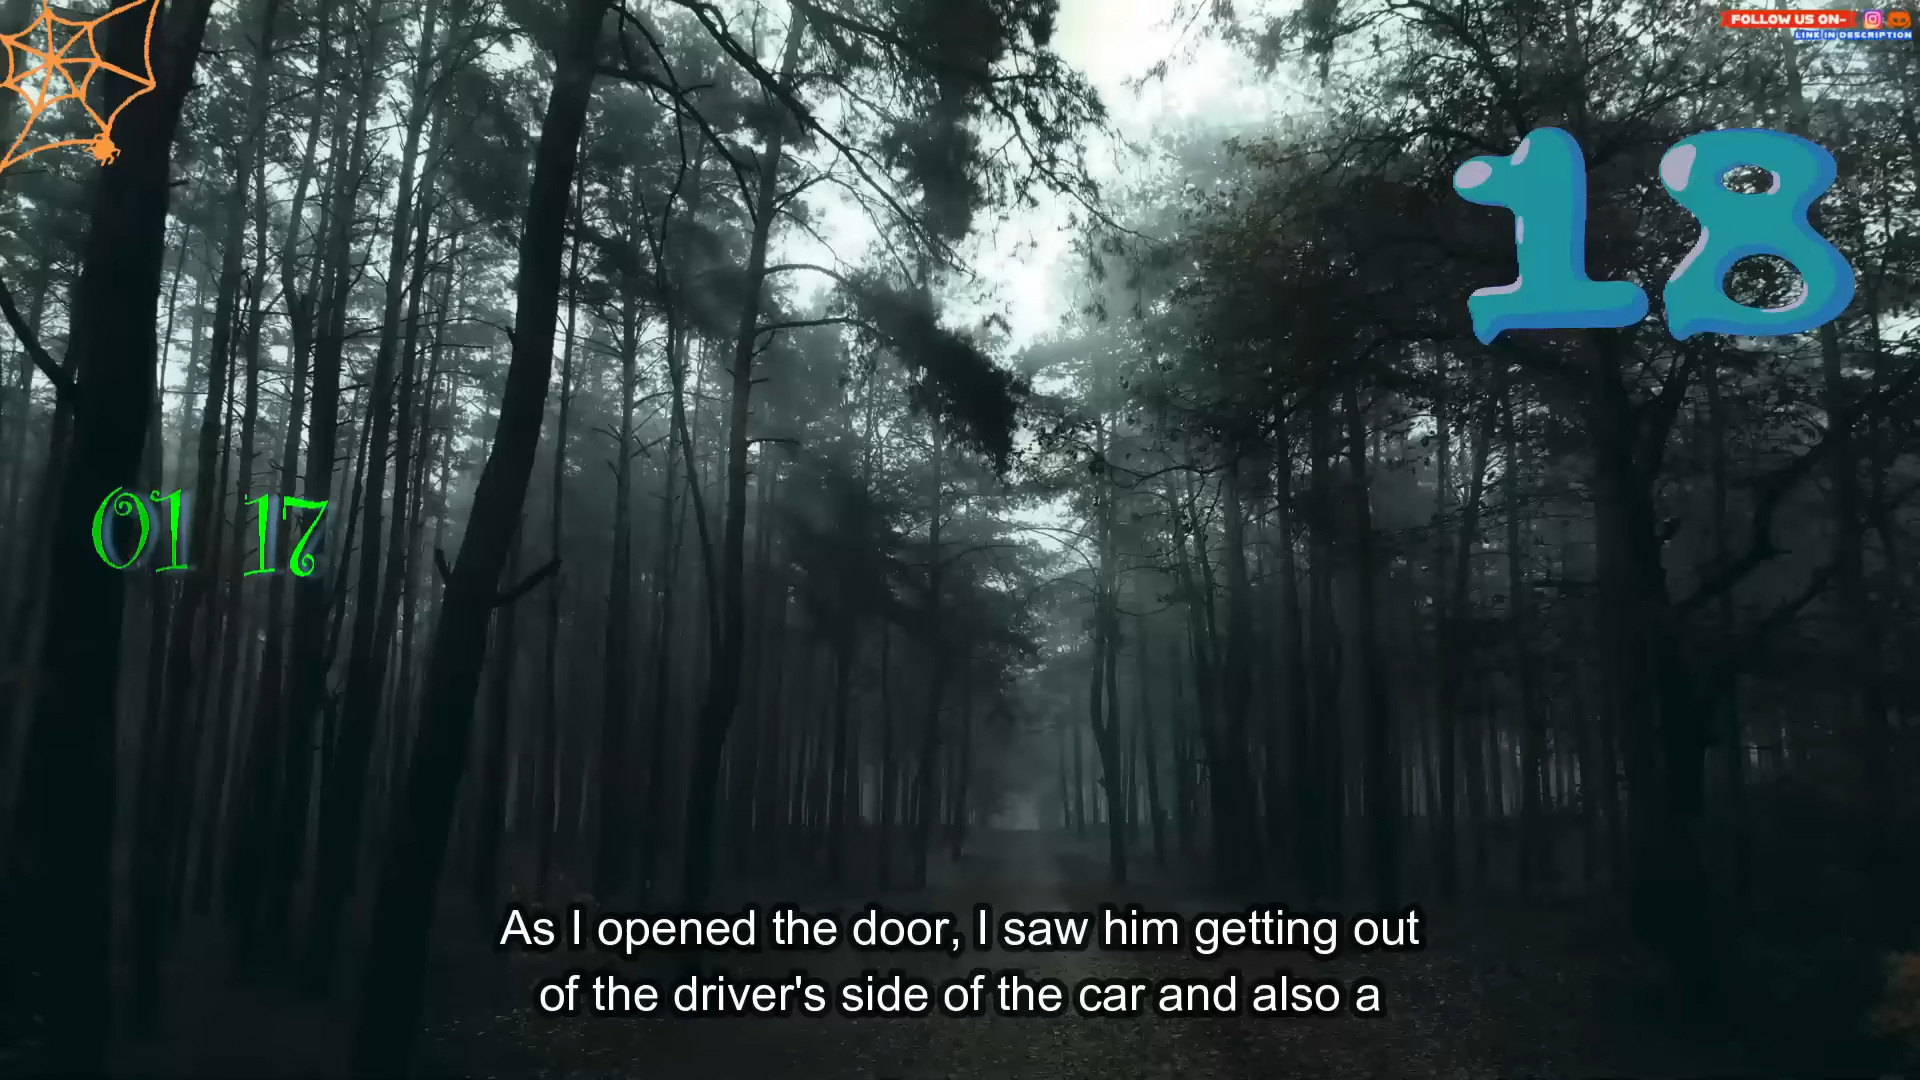 FOLLOW US ON-
LINK IN DESCRIPTION
18
01 17
As I opened the door, I saw him getting out
of the driver's side of the car and also a